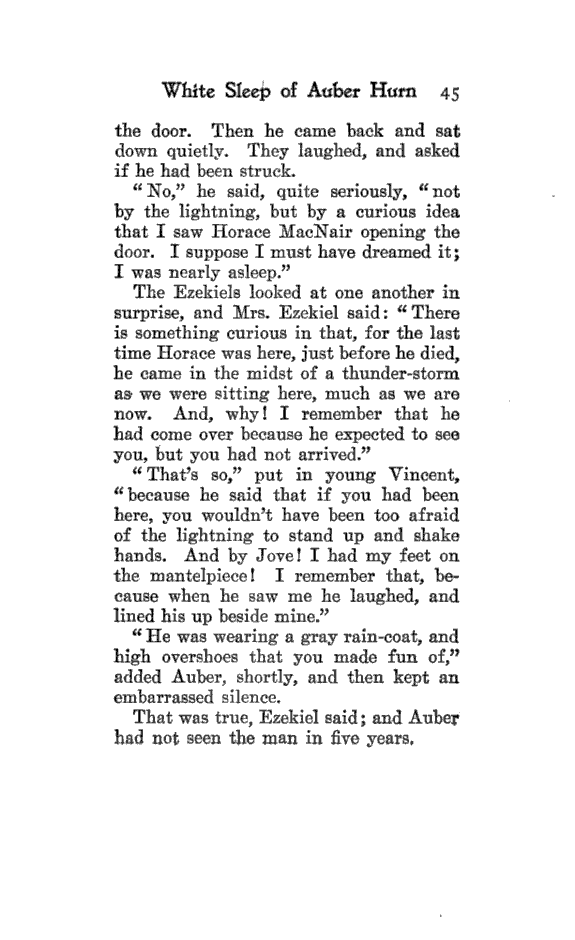 White Sleep of Auber Hurn 45
the door. Then he came back and sat
down quietly. They laughed, and asked
if he had been struck.
“No,” he said, quite seriously, “not
by the lightning, but by a curious idea
that I saw Horace MacNair opening the
door. I suppose I must have dreamed it;
I was nearly asleep.”
The Ezekiels looked at one another in
surprise, and Mrs. Ezekiel said: “There
is something curious in that, for the last
time Horace was here, just before he died,
he came in the midst of a thunder-storm
as we were sitting here, much as we are
now. And, why! I remember that he
had come over because he expected to see
you, but you had not arrived.”
“That’s so,” put in young Vincent,
“because he said that if you had been
here, you wouldn’t have been too afraid
of the lightning to stand up and shake
hands. And by Jove! I had my feet on
the mantelpiece! I remember that, be-
cause when he saw me he laughed, and
lined his up beside mine.”
“He was wearing a gray rain-coat, and
high overshoes that you made fun of,”
added Auber, shortly, and then kept an
embarrassed silence.
That was true, Ezekiel said; and Auber
had not seen the man in five years.